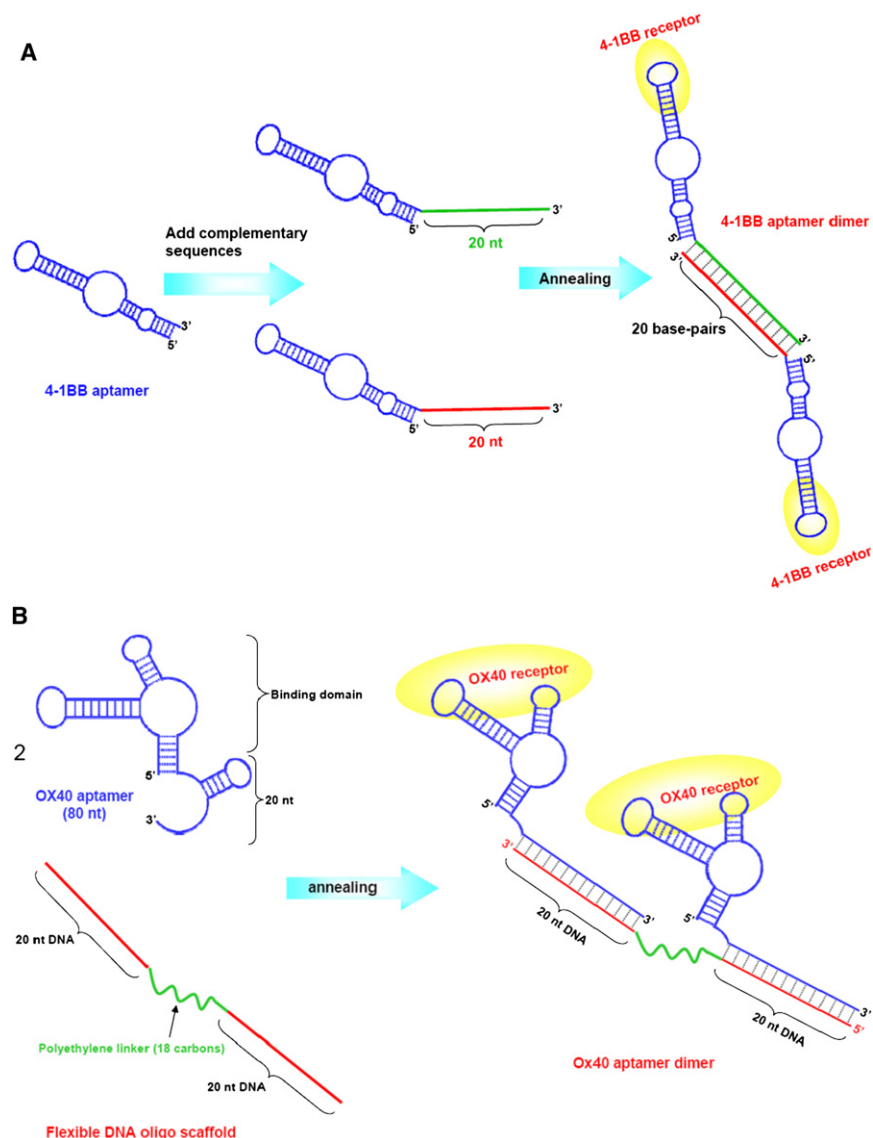 A
4-1BB receptor
Add complementary
sequences
3'
5'
4-1BB aptamer
5'
3'
20 nt
5'
3'
20 nt
Annealing
4-1BB aptamer dimer
5'
3'
20 base-pairs
3'
5'
4-1BB receptor
B
Binding domain
2
5'
OX40 aptamer
(80 nt)
3'
20 nt
20 nt DNA
Polyethylene linker (18 carbons)
20 nt DNA
Flexible DNA oligo scaffold
annealing
OX40 receptor
OX40 receptor
5'
3'
20 nt DNA
3'
5'
20 nt DNA
3'
5'
Ox40 aptamer dimer